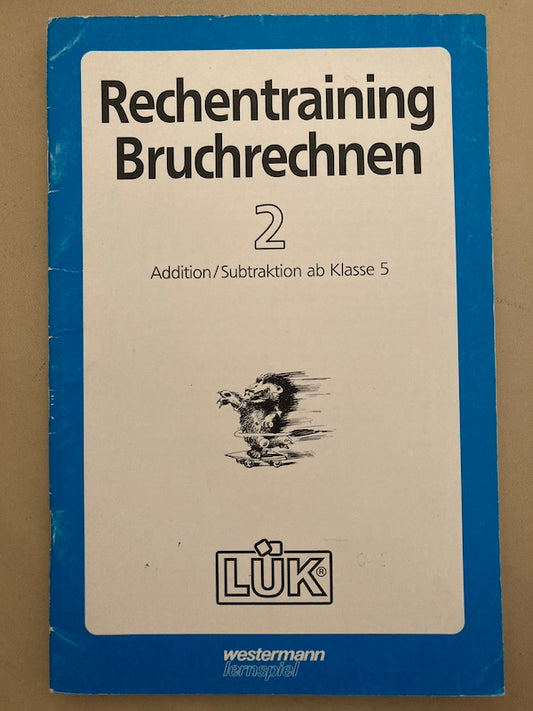 Rechentraining
Bruchrechnen
2
Addition/Subtraktion ab Klasse 5
LÜK®
westermann
lernspiel